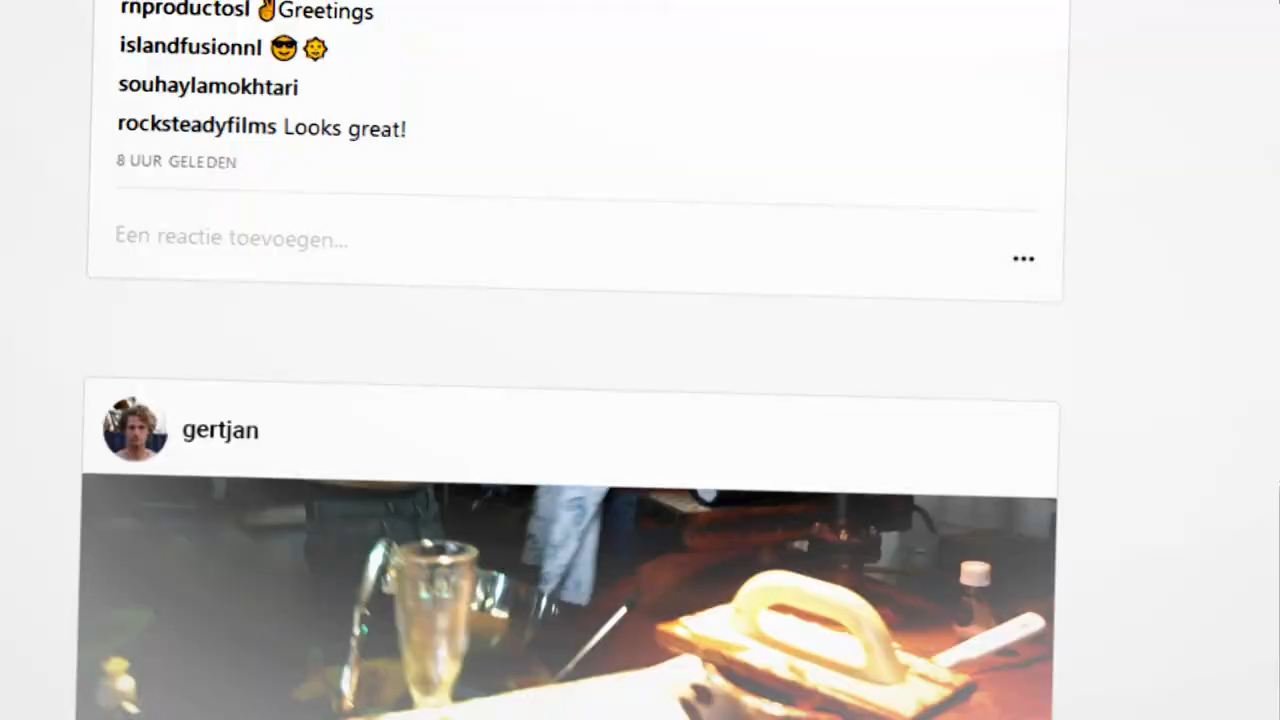 rnproductosl ✌Greetings
islandfusionnl 😎🌞
souhaylamokhtari
rocksteadyfilms Looks great!
8 UUR GELEDEN
Een reactie toevoegen...
•••
gertjan